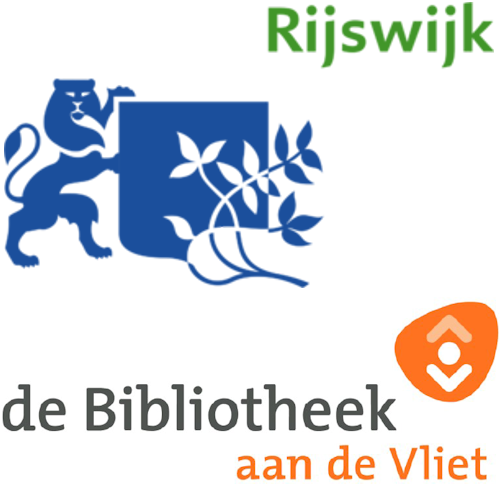 Rijswijk
de Bibliotheek
aan de Vliet